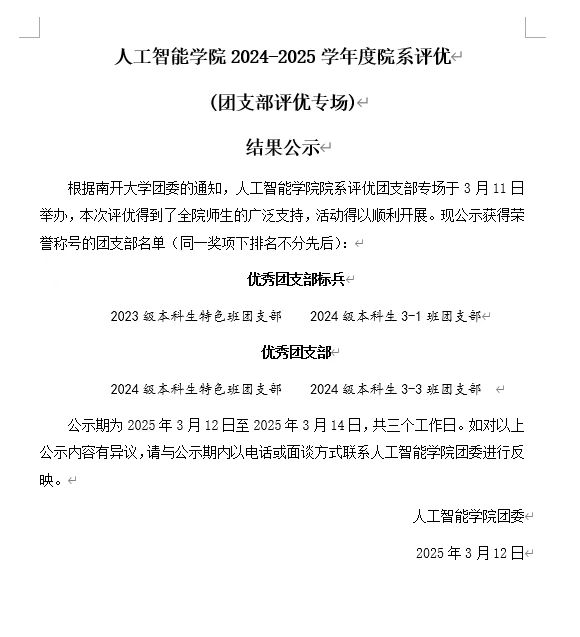 人工智能学院 2024-2025 学年度院系评优
(团支部评优专场)
结果公示
根据南开大学团委的通知，人工智能学院院系评优团支部专场于 3 月 11 日
举办，本次评优得到了全院师生的广泛支持，活动得以顺利开展。现公示获得荣
誉称号的团支部名单（同一奖项下排名不分先后）：
优秀团支部标兵
2023 级本科生特色班团支部 2024 级本科生 3-1 班团支部
优秀团支部
2024 级本科生特色班团支部 2024 级本科生 3-3 班团支部
公示期为 2025 年 3 月 12 日至 2025 年 3 月 14 日，共三个工作日。如对以上
公示内容有异议，请与公示期内以电话或面谈方式联系人工智能学院团委进行反
映。
人工智能学院团委
2025 年 3 月 12 日